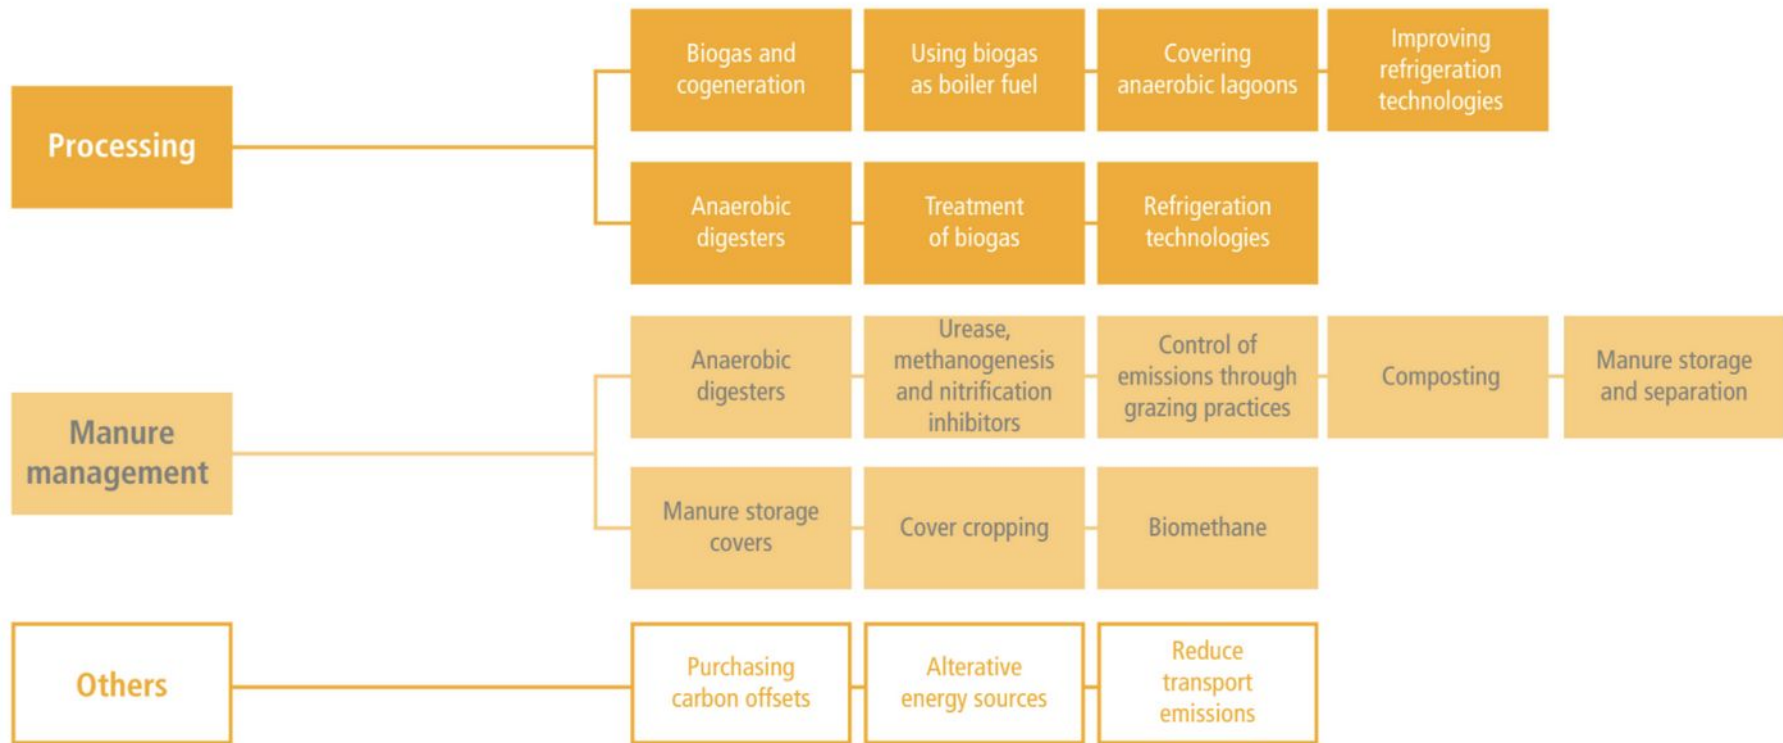 Processing
Biogas and
cogeneration
Using biogas
as boiler fuel
Covering
anaerobic lagoons
Improving
refrigeration
technologies
Anaerobic
digesters
Treatment
of biogas
Refrigeration
technologies
Manure
management
Anaerobic
digesters
Urease,
methanogenesis
and nitrification
inhibitors
Control of
emissions through
grazing practices
Composting
Manure storage
and separation
Manure storage
covers
Cover cropping
Biomethane
Others
Purchasing
carbon offsets
Alterative
energy sources
Reduce
transport
emissions